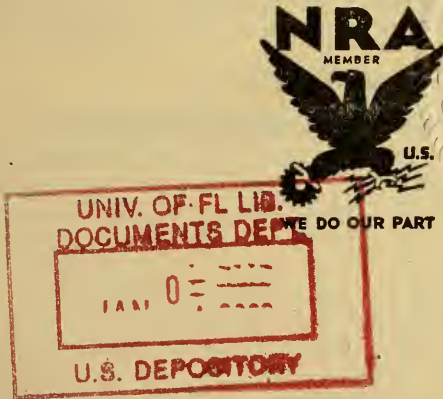 NRA
MEMBER
U.S.
WE DO OUR PART
UNIV. OF FL LIB.
DOCUMENTS DEPT.
U.S. DEPOSITORY